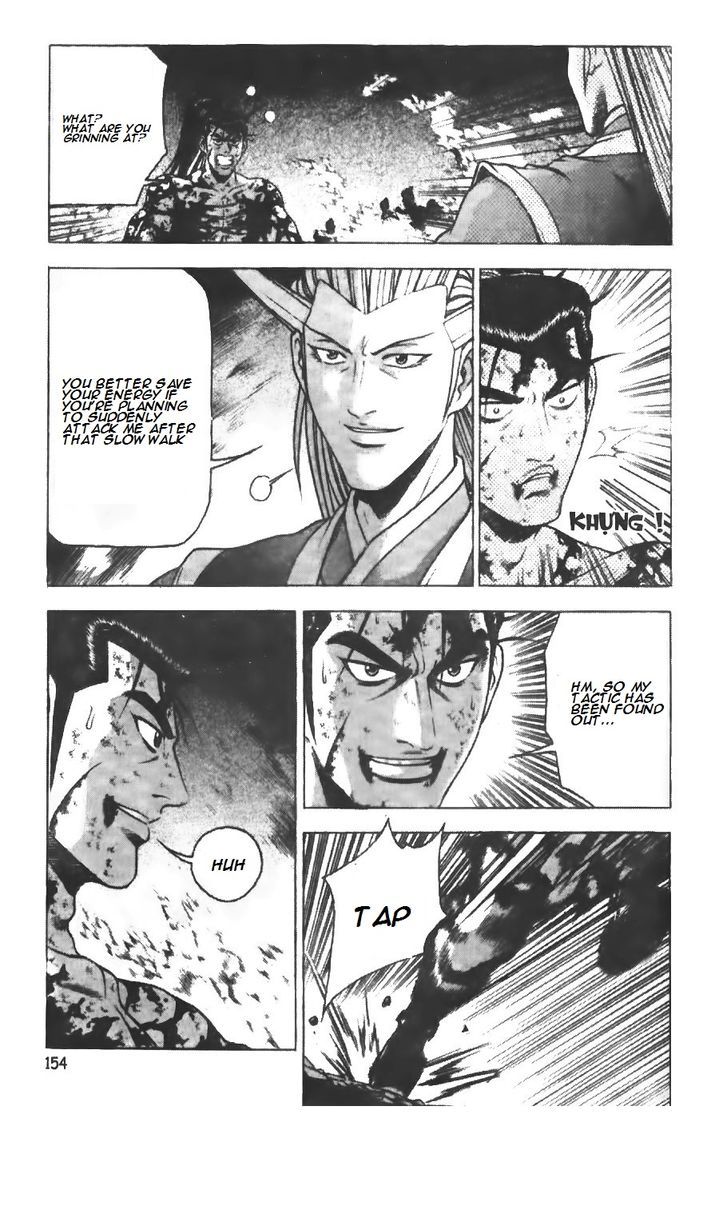 WHAT?
WHAT ARE YOU
GRINNING AT?
YOU BETTER SAVE
YOUR ENERGY IF
YOU'RE PLANNING
TO SUDDENLY
ATTACK ME AFTER
THAT SLOW WALK
KHỰNG !
HM, SO MY
TACTIC HAS
BEEN FOUND
OUT...
HUH
TAP
154